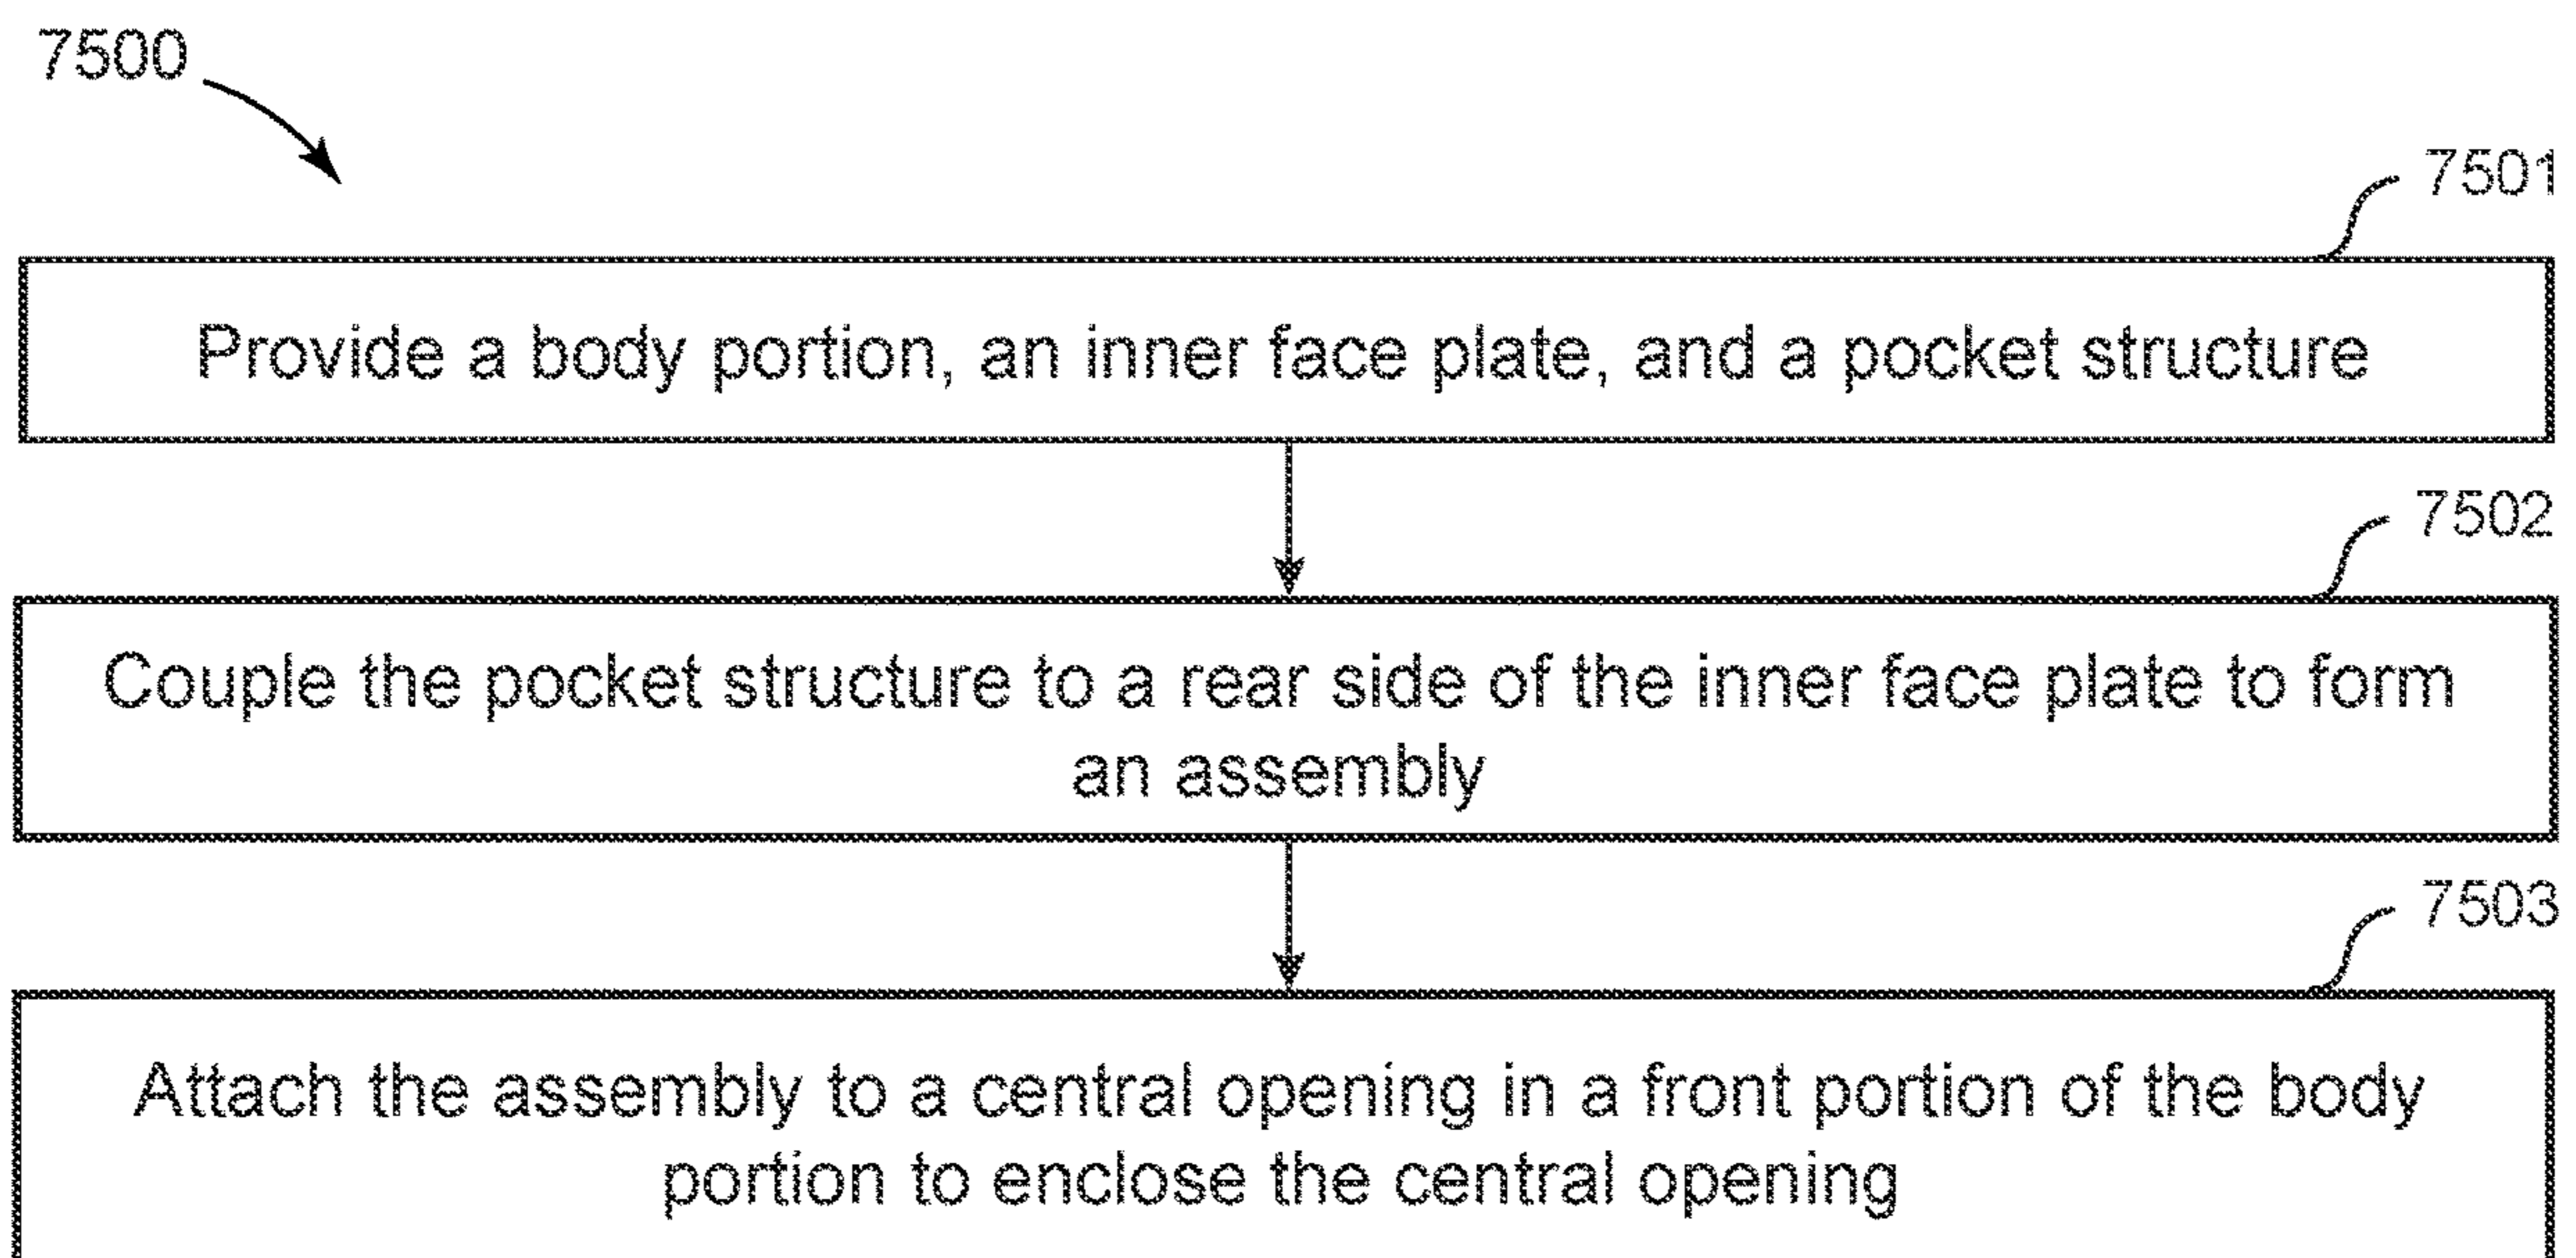 7500
7501
Provide a body portion, an inner face plate, and a pocket structure
7502
Couple the pocket structure to a rear side of the inner face plate to form
an assembly
7503
Attach the assembly to a central opening in a front portion of the body
portion to enclose the central opening